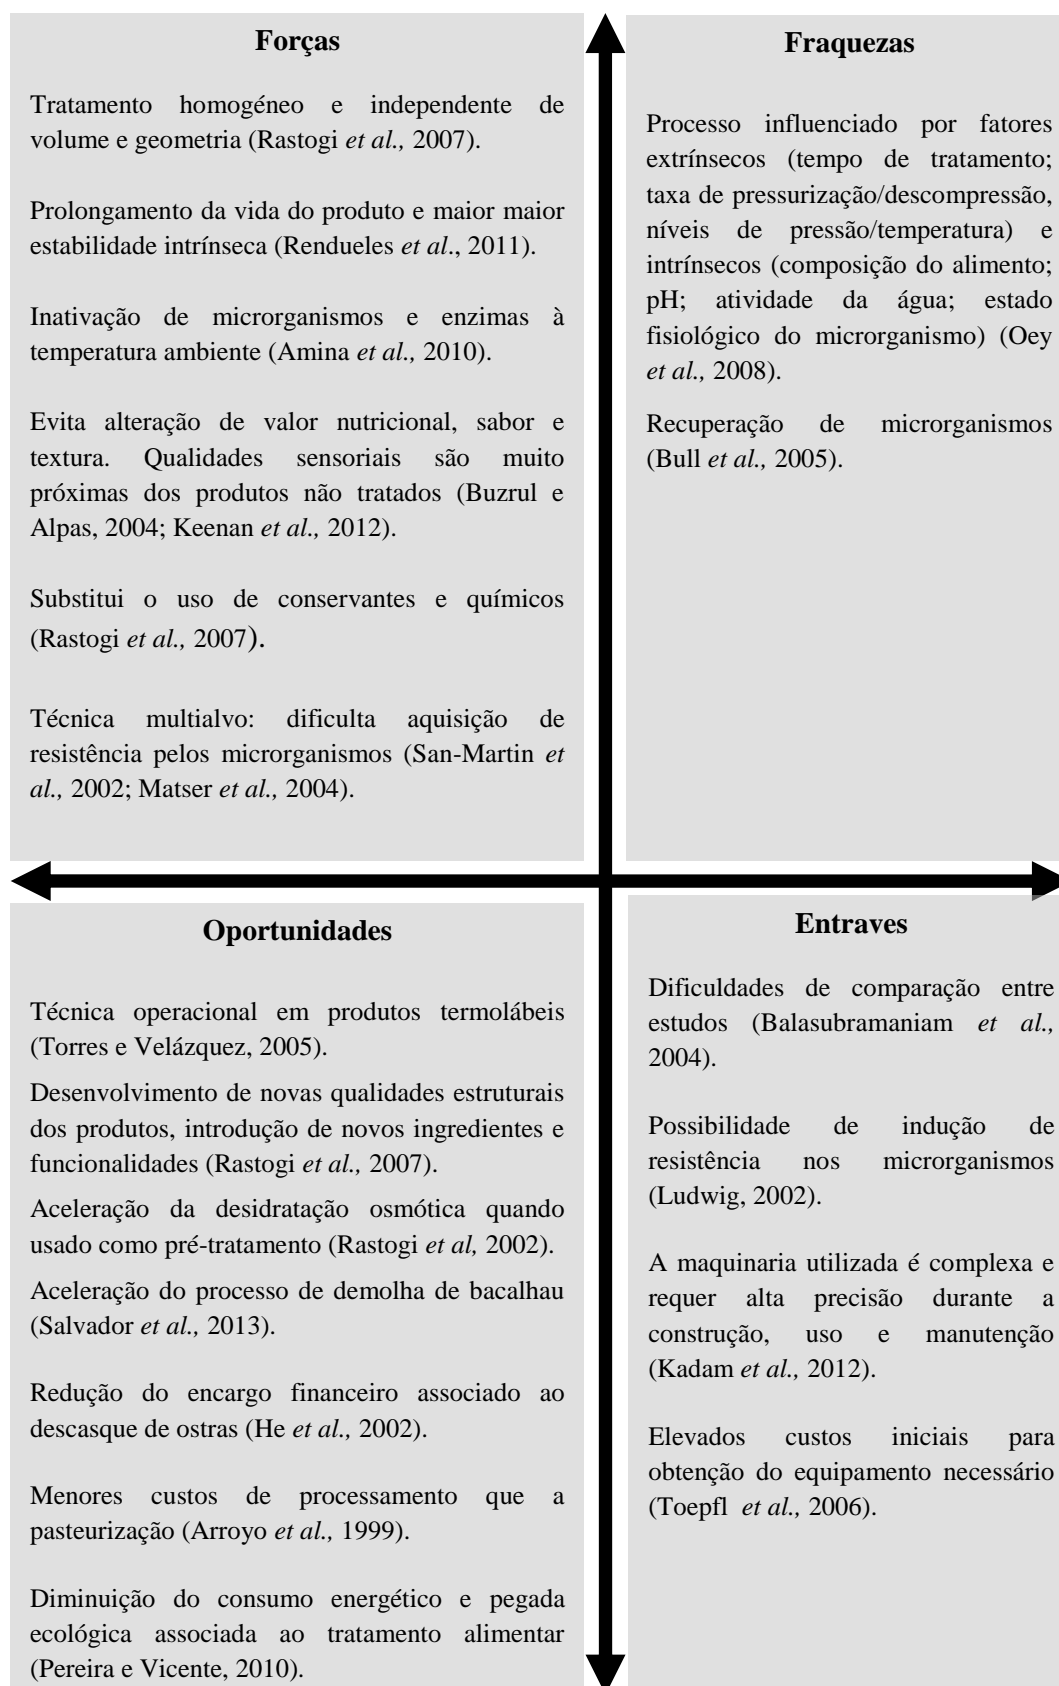 Forças
Tratamento homogéneo e independente de
volume e geometria (Rastogi et al., 2007).
Prolongamento da vida do produto e maior maior
estabilidade intrínseca (Rendueles et al., 2011).
Inativação de microrganismos e enzimas à
temperatura ambiente (Amina et al., 2010).
Evita alteração de valor nutricional, sabor e
textura. Qualidades sensoriais são muito
próximas dos produtos não tratados (Buzrul e
Alpas, 2004; Keenan et al., 2012).
Substitui o uso de conservantes e químicos
(Rastogi et al., 2007).
Técnica multialvo: dificulta aquisição de
resistência pelos microrganismos (San-Martin et
al., 2002; Matser et al., 2004).
Fraquezas
Processo influenciado por fatores
extrínsecos (tempo de tratamento;
taxa de pressurização/descompressão,
níveis de pressão/temperatura) e
intrínsecos (composição do alimento;
pH; atividade da água; estado
fisiológico do microrganismo) (Oey
et al., 2008).
Recuperação de microrganismos
(Bull et al., 2005).
Oportunidades
Técnica operacional em produtos termolábeis
(Torres e Velázquez, 2005).
Desenvolvimento de novas qualidades estruturais
dos produtos, introdução de novos ingredientes e
funcionalidades (Rastogi et al., 2007).
Aceleração da desidratação osmótica quando
usado como pré-tratamento (Rastogi et al, 2002).
Aceleração do processo de demolha de bacalhau
(Salvador et al., 2013).
Redução do encargo financeiro associado ao
descasque de ostras (He et al., 2002).
Menores custos de processamento que a
pasteurização (Arroyo et al., 1999).
Diminuição do consumo energético e pegada
ecológica associada ao tratamento alimentar
(Pereira e Vicente, 2010).
Entraves
Dificuldades de comparação entre
estudos (Balasubramaniam et al.,
2004).
Possibilidade de indução de
resistência nos microrganismos
(Ludwig, 2002).
A maquinaria utilizada é complexa e
requer alta precisão durante a
construção, uso e manutenção
(Kadam et al., 2012).
Elevados custos iniciais para
obtenção do equipamento necessário
(Toepfl et al., 2006).